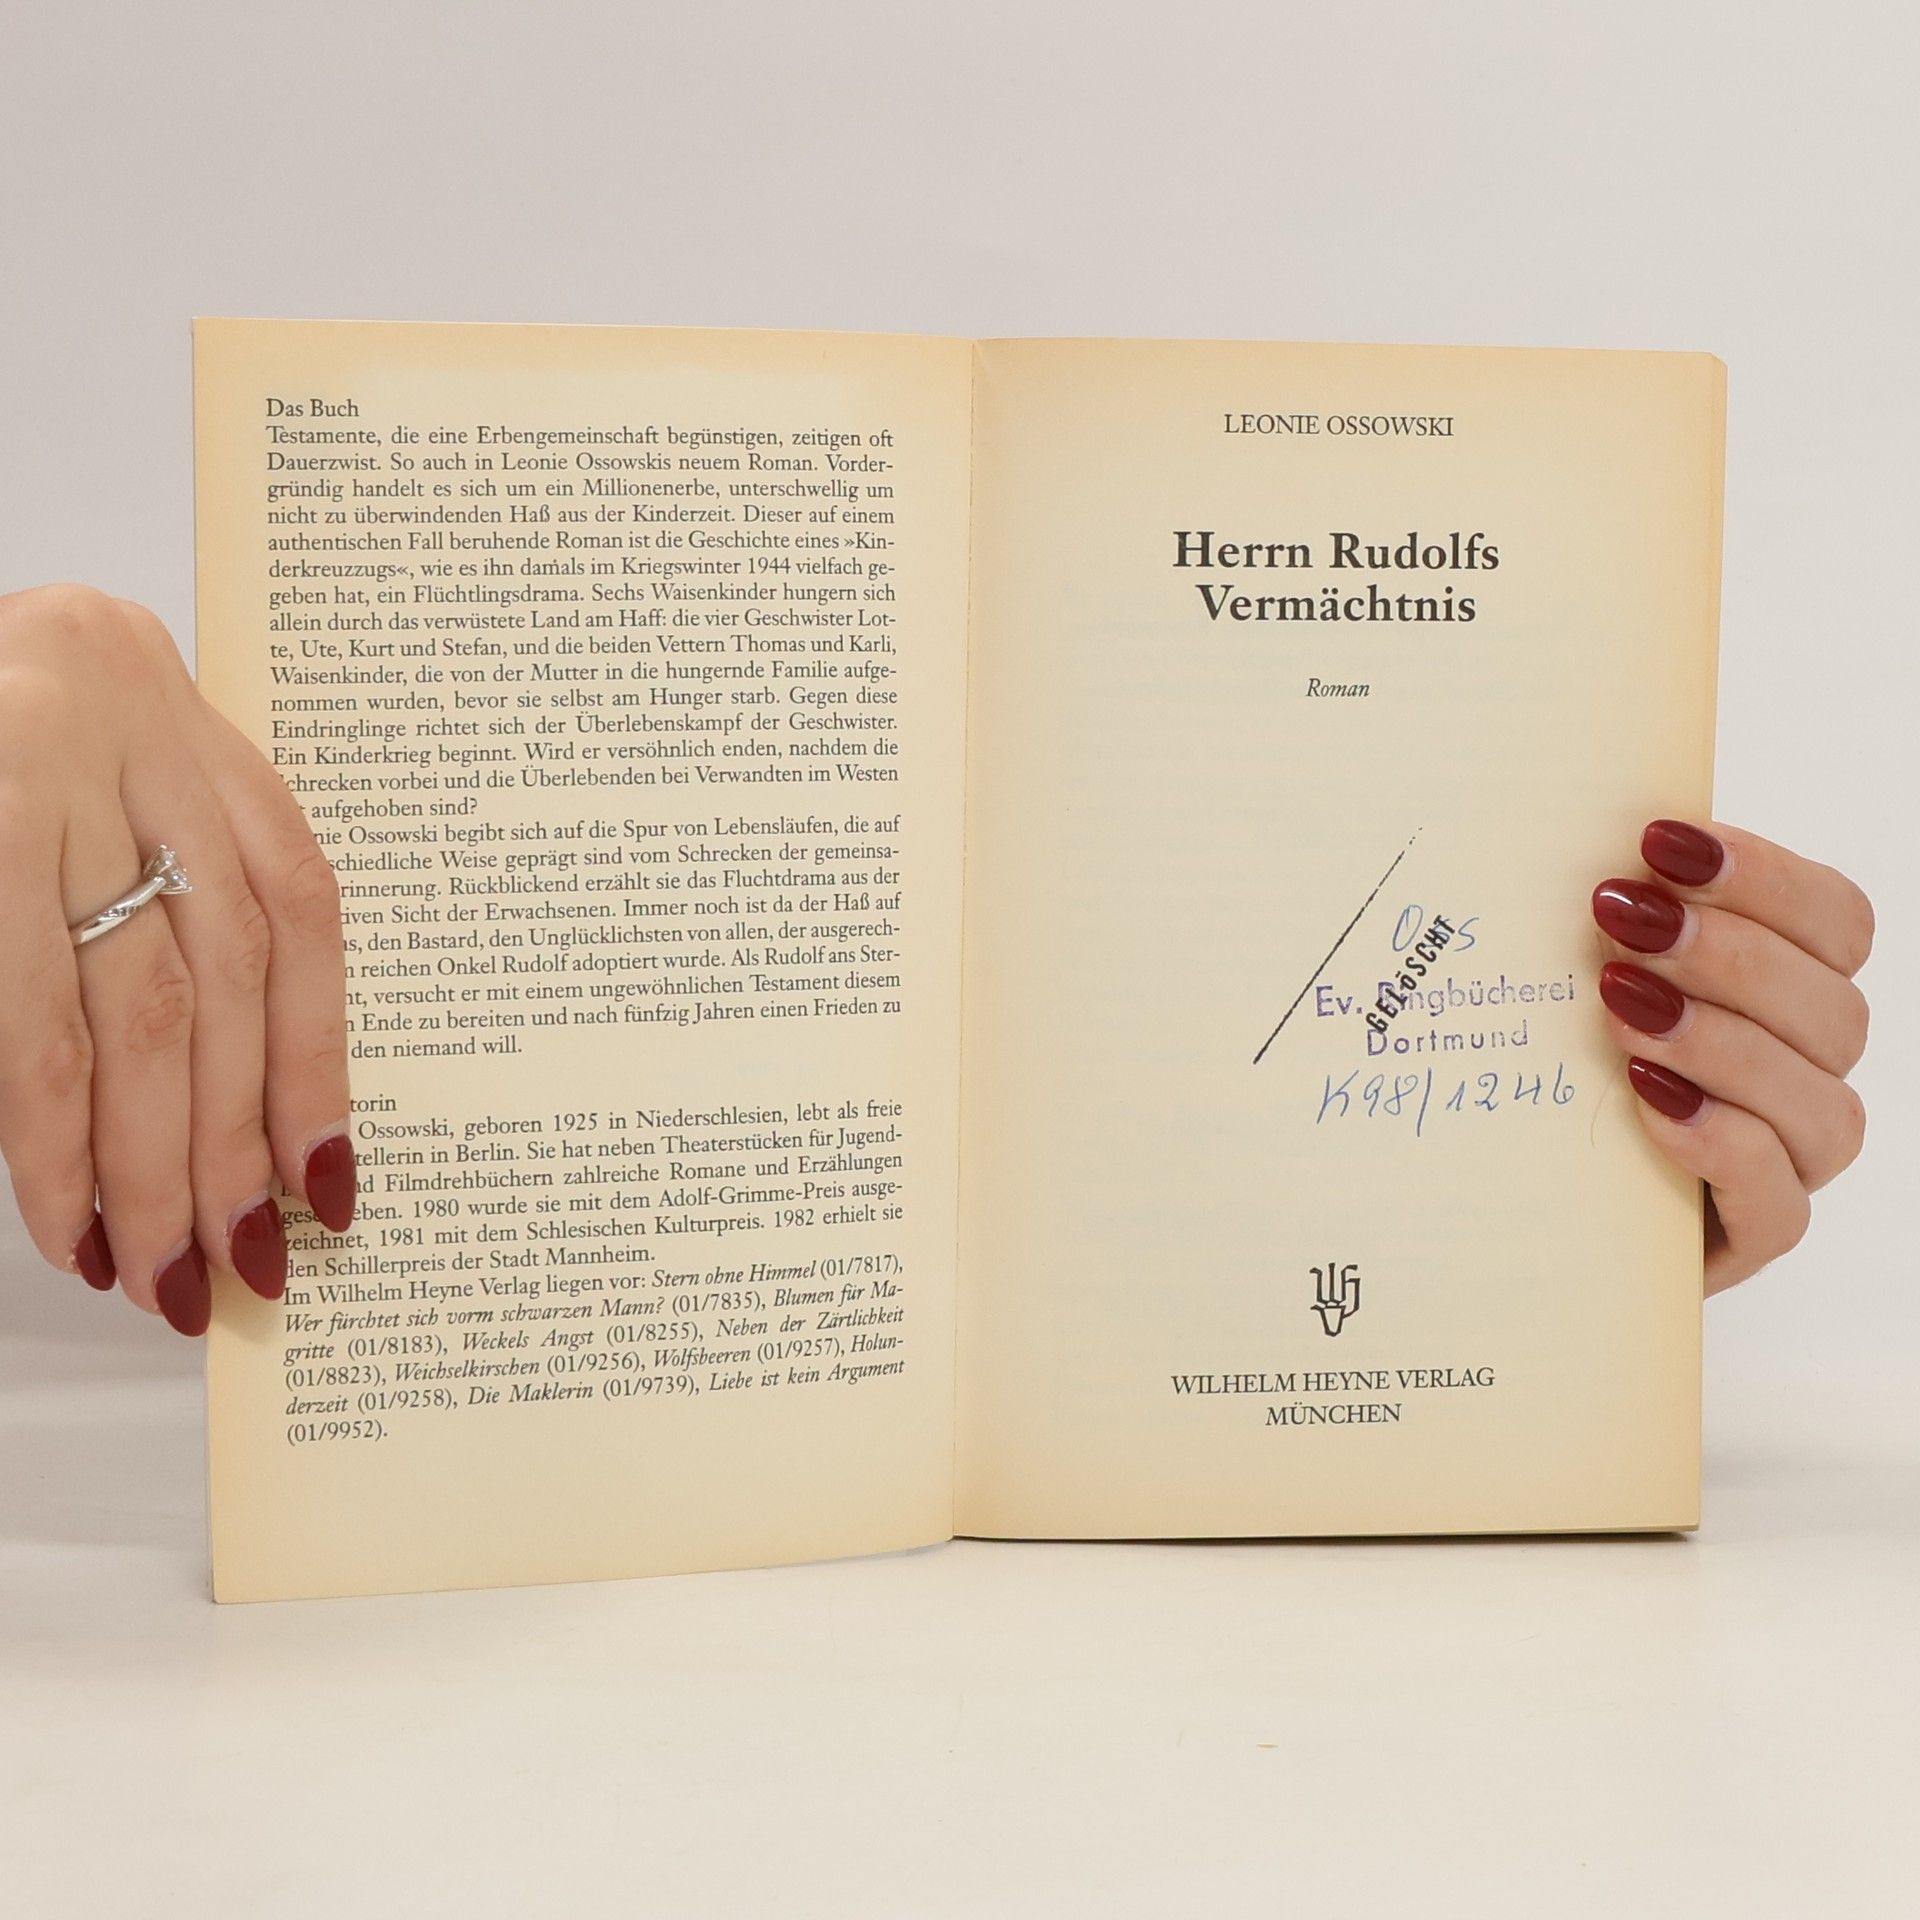 Das Buch
Testamente, die eine Erbengemeinschaft begünstigen, zeitigen oft
Dauerzwist. So auch in Leonie Ossowskis neuem Roman. Vorder-
gründig handelt es sich um ein Millionenerbe, unterschwellig um
nicht zu überwindenden Haß aus der Kinderzeit. Dieser auf einem
authentischen Fall beruhende Roman ist die Geschichte eines »Kin-
derkreuzzugs«, wie es ihn damals im Kriegswinter 1944 vielfach ge-
geben hat, ein Flüchtlingsdrama. Sechs Waisenkinder hungern sich
allein durch das verwüstete Land am Haff: die vier Geschwister Lot-
te, Ute, Kurt und Stefan, und die beiden Vettern Thomas und Karli,
Waisenkinder, die von der Mutter in die hungernde Familie aufge-
nommen wurden, bevor sie selbst am Hunger starb. Gegen diese
Eindringlinge richtet sich der Überlebenskampf der Geschwister.
Ein Kinderkrieg beginnt. Wird er versöhnlich enden, nachdem die
chrecken vorbei und die Überlebenden bei Verwandten im Westen
aufgehoben sind?
nie Ossowski begibt sich auf die Spur von Lebensläufen, die auf
schiedliche Weise geprägt sind vom Schrecken der gemeinsa-
rinnerung. Rückblickend erzählt sie das Fluchtdrama aus der
iven Sicht der Erwachsenen. Immer noch ist da der Haß auf
s, den Bastard, den Unglücklichsten von allen, der ausgerech-
n reichen Onkel Rudolf adoptiert wurde. Als Rudolf ans Ster-
ht, versucht er mit einem ungewöhnlichen Testament diesem
n Ende zu bereiten und nach fünfzig Jahren einen Frieden zu
den niemand will.
torin
Ossowski, geboren 1925 in Niederschlesien, lebt als freie
tellerin in Berlin. Sie hat neben Theaterstücken für Jugend-
d Filmdrehbüchern zahlreiche Romane und Erzählungen
gesc eben. 1980 wurde sie mit dem Adolf-Grimme-Preis ausge-
zeichnet, 1981 mit dem Schlesischen Kulturpreis. 1982 erhielt sie
den Schillerpreis der Stadt Mannheim.
Im Wilhelm Heyne Verlag liegen vor: Stern ohne Himmel (01/7817),
Wer fürchtet sich vorm schwarzen Mann? (01/7835), Blumen für Ma-
gritte (01/8183), Weckels Angst (01/8255), Neben der Zärtlichkeit
(01/8823), Weichselkirschen (01/9256), Wolfsbeeren (01/9257), Holun-
derzeit (01/9258), Die Maklerin (01/9739), Liebe ist kein Argument
(01/9952).
LEONIE OSSOWSKI
Herrn Rudolfs
Vermächtnis
Roman
Oss
GELÖSCHT
Ev. Ringbücherei
Dortmund
K98/1246
WILHELM HEYNE VERLAG
MÜNCHEN